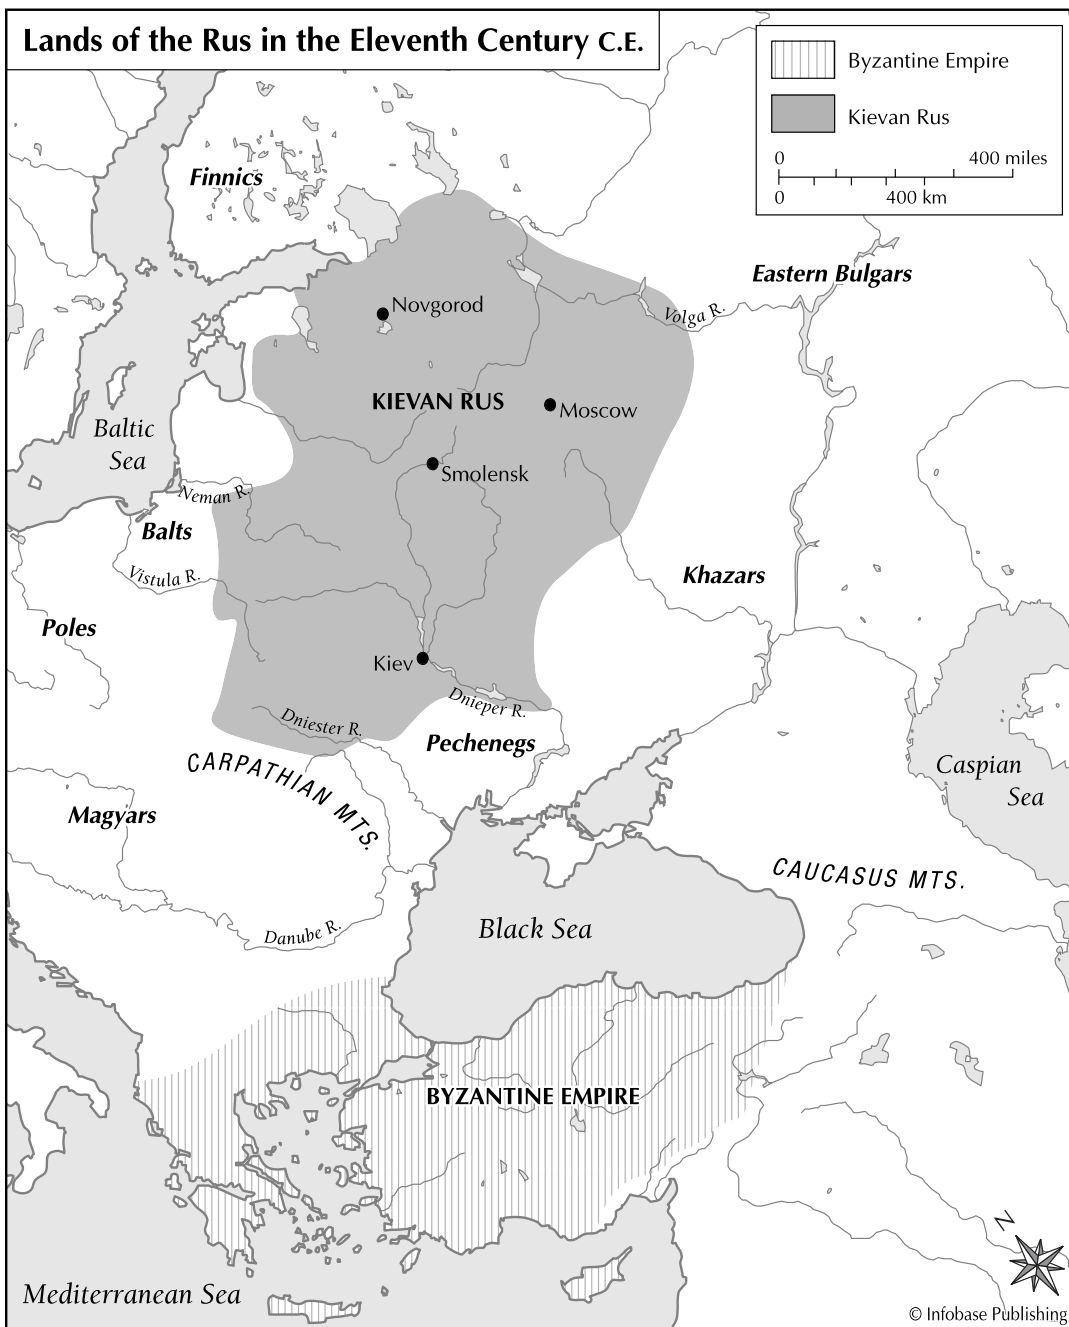 Lands of the Rus in the Eleventh Century C.E.
Byzantine Empire
Kievan Rus
0 400 miles
0 400 km
Finnics
Eastern Bulgars
Novgorod
Volga R.
KIEVAN RUS
Moscow
Baltic
Sea
Smolensk
Neman R.
Balts
Vistula R.
Khazars
Poles
Kiev
Dnieper R.
Dniester R.
Pechenegs
CARPATHIAN MTS.
Caspian
Sea
Magyars
CAUCASUS MTS.
Black Sea
Danube R.
BYZANTINE EMPIRE
N
Mediterranean Sea
© Infobase Publishing